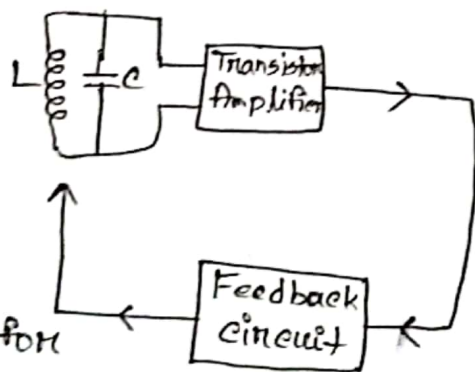 L
C
Transistor
Amplifier
Feedback
circuit
for